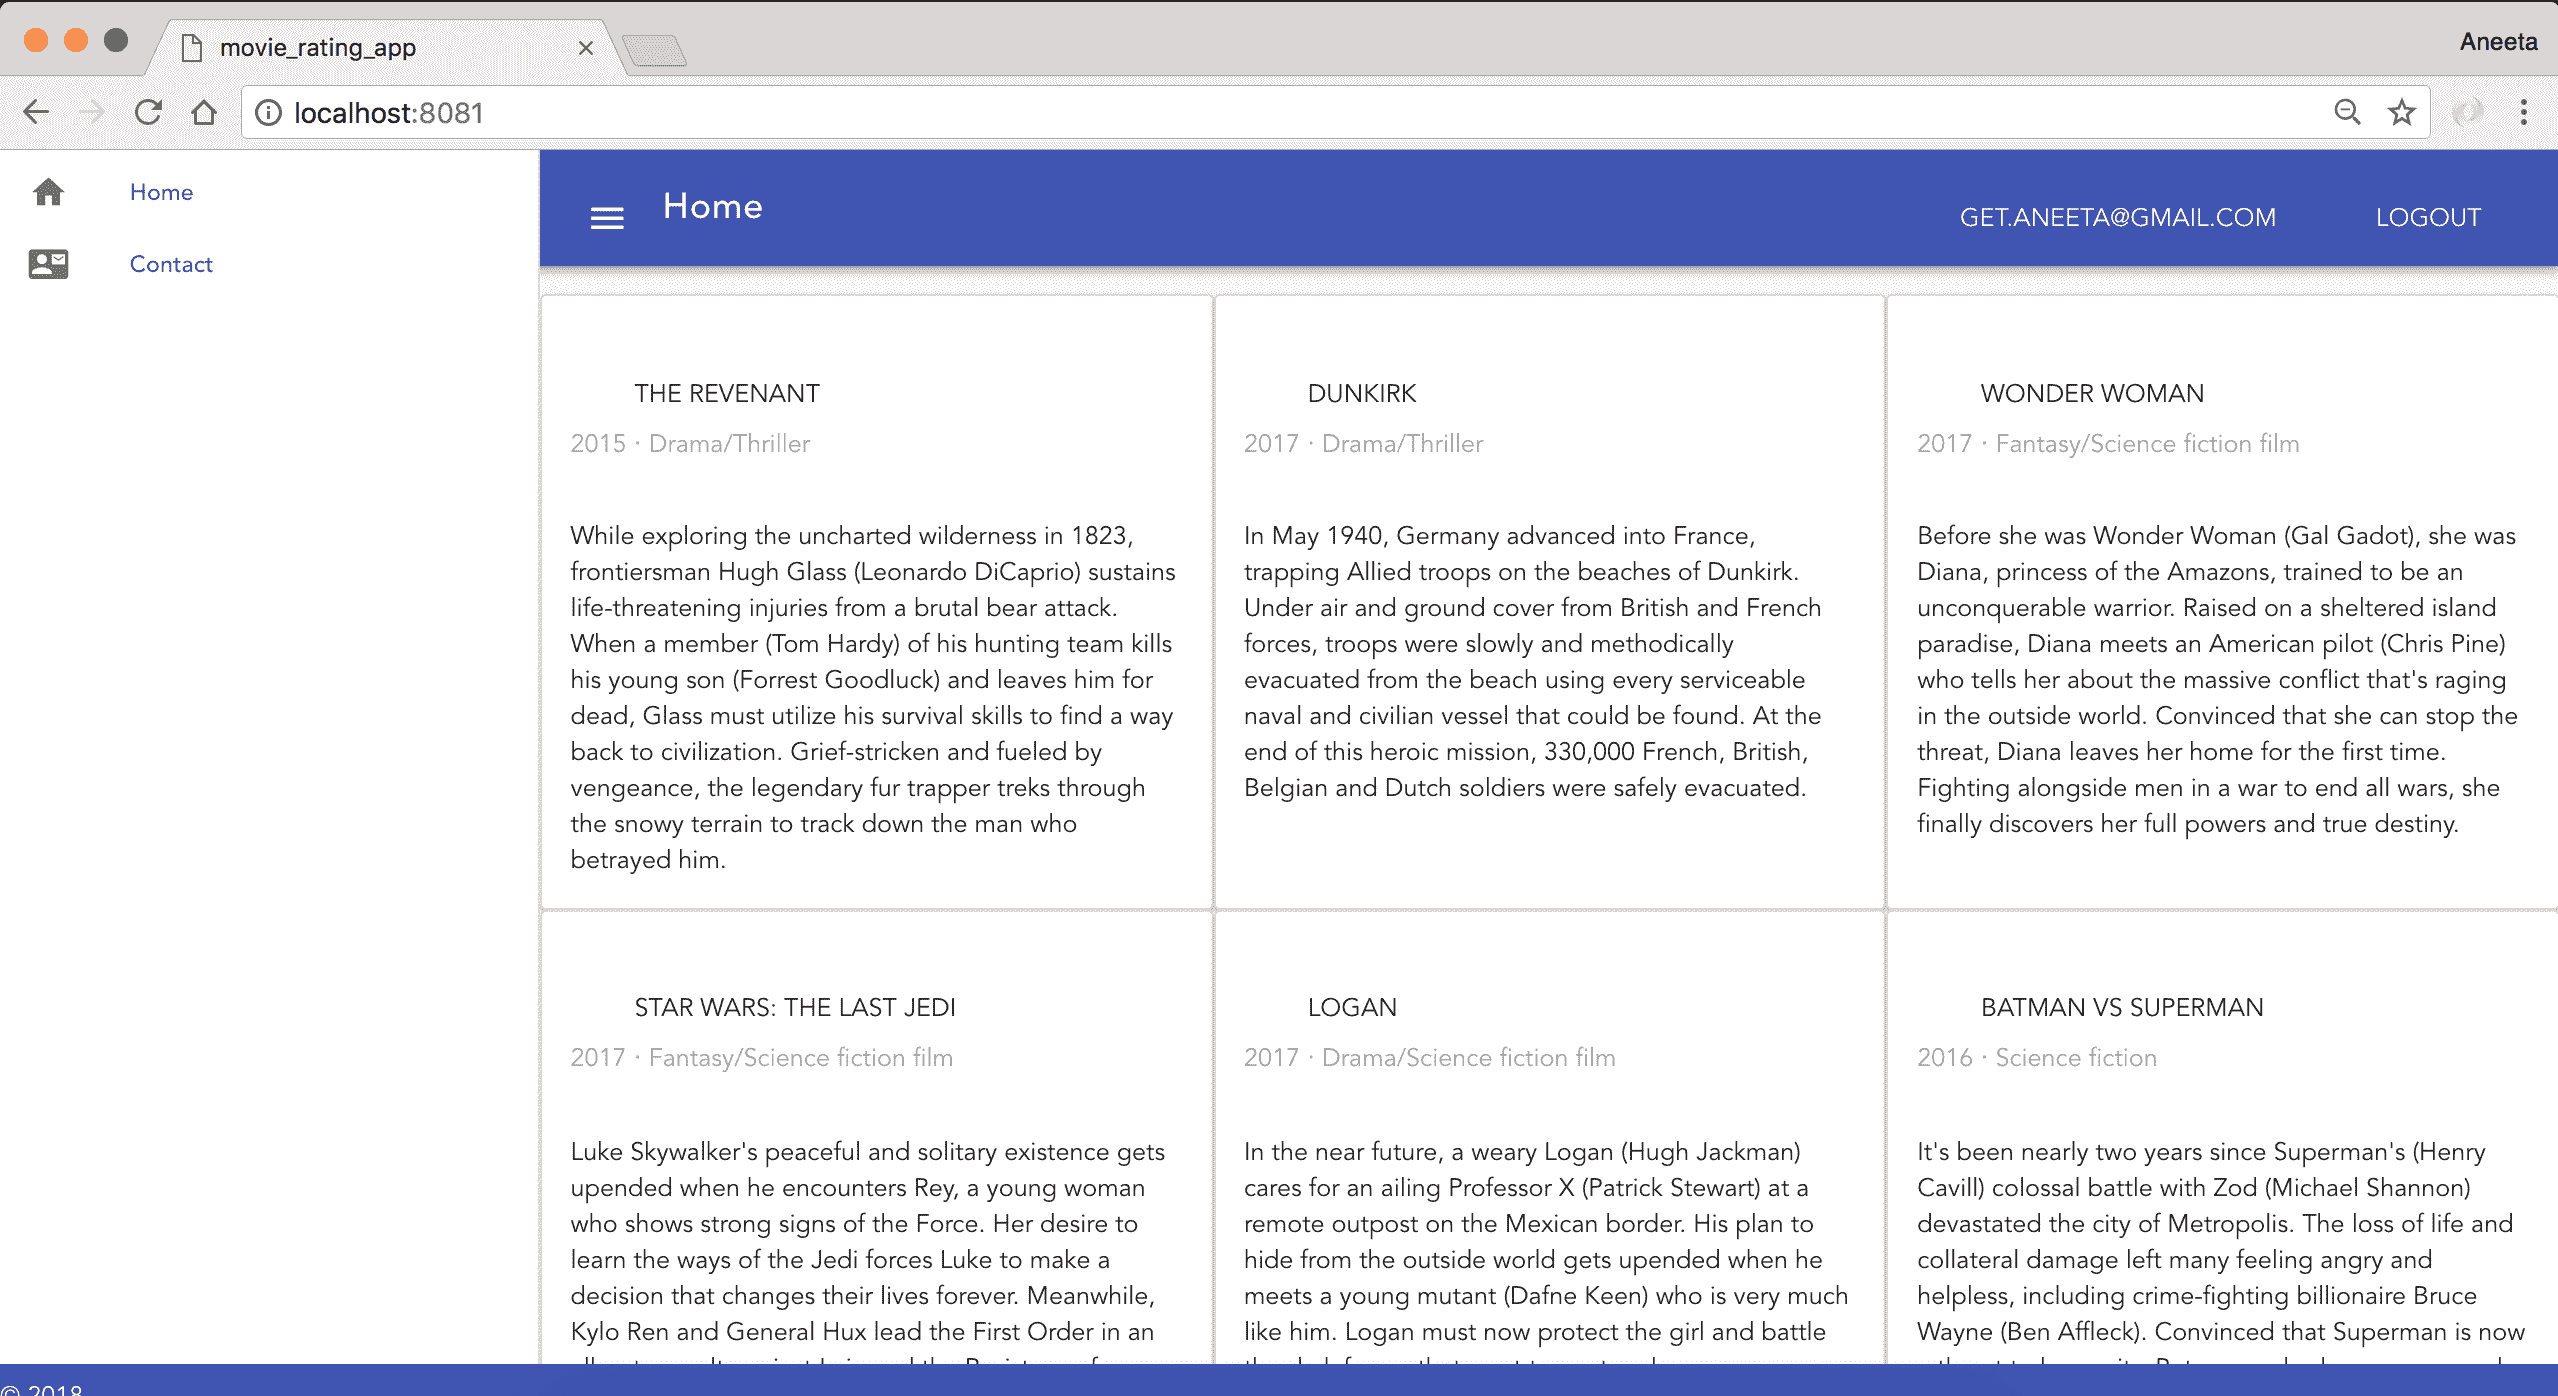 movie_rating_app
Aneeta
localhost:8081
Home
Contact
Home
GET.ANEETA@GMAIL.COM
LOGOUT
THE REVENANT
2015 · Drama/Thriller
While exploring the uncharted wilderness in 1823,
frontiersman Hugh Glass (Leonardo DiCaprio) sustains
life-threatening injuries from a brutal bear attack.
When a member (Tom Hardy) of his hunting team kills
his young son (Forrest Goodluck) and leaves him for
dead, Glass must utilize his survival skills to find a way
back to civilization. Grief-stricken and fueled by
vengeance, the legendary fur trapper treks through
the snowy terrain to track down the man who
betrayed him.
DUNKIRK
2017 · Drama/Thriller
In May 1940, Germany advanced into France,
trapping Allied troops on the beaches of Dunkirk.
Under air and ground cover from British and French
forces, troops were slowly and methodically
evacuated from the beach using every serviceable
naval and civilian vessel that could be found. At the
end of this heroic mission, 330,000 French, British,
Belgian and Dutch soldiers were safely evacuated.
WONDER WOMAN
2017 · Fantasy/Science fiction film
Before she was Wonder Woman (Gal Gadot), she was
Diana, princess of the Amazons, trained to be an
unconquerable warrior. Raised on a sheltered island
paradise, Diana meets an American pilot (Chris Pine)
who tells her about the massive conflict that's raging
in the outside world. Convinced that she can stop the
threat, Diana leaves her home for the first time.
Fighting alongside men in a war to end all wars, she
finally discovers her full powers and true destiny.
STAR WARS: THE LAST JEDI
2017 · Fantasy/Science fiction film
Luke Skywalker's peaceful and solitary existence gets
upended when he encounters Rey, a young woman
who shows strong signs of the Force. Her desire to
learn the ways of the Jedi forces Luke to make a
decision that changes their lives forever. Meanwhile,
Kylo Ren and General Hux lead the First Order in an
LOGAN
2017 · Drama/Science fiction film
In the near future, a weary Logan (Hugh Jackman)
cares for an ailing Professor X (Patrick Stewart) at a
remote outpost on the Mexican border. His plan to
hide from the outside world gets upended when he
meets a young mutant (Dafne Keen) who is very much
like him. Logan must now protect the girl and battle
BATMAN VS SUPERMAN
2016 · Science fiction
It's been nearly two years since Superman's (Henry
Cavill) colossal battle with Zod (Michael Shannon)
devastated the city of Metropolis. The loss of life and
collateral damage left many feeling angry and
helpless, including crime-fighting billionaire Bruce
Wayne (Ben Affleck). Convinced that Superman is now
© 2018